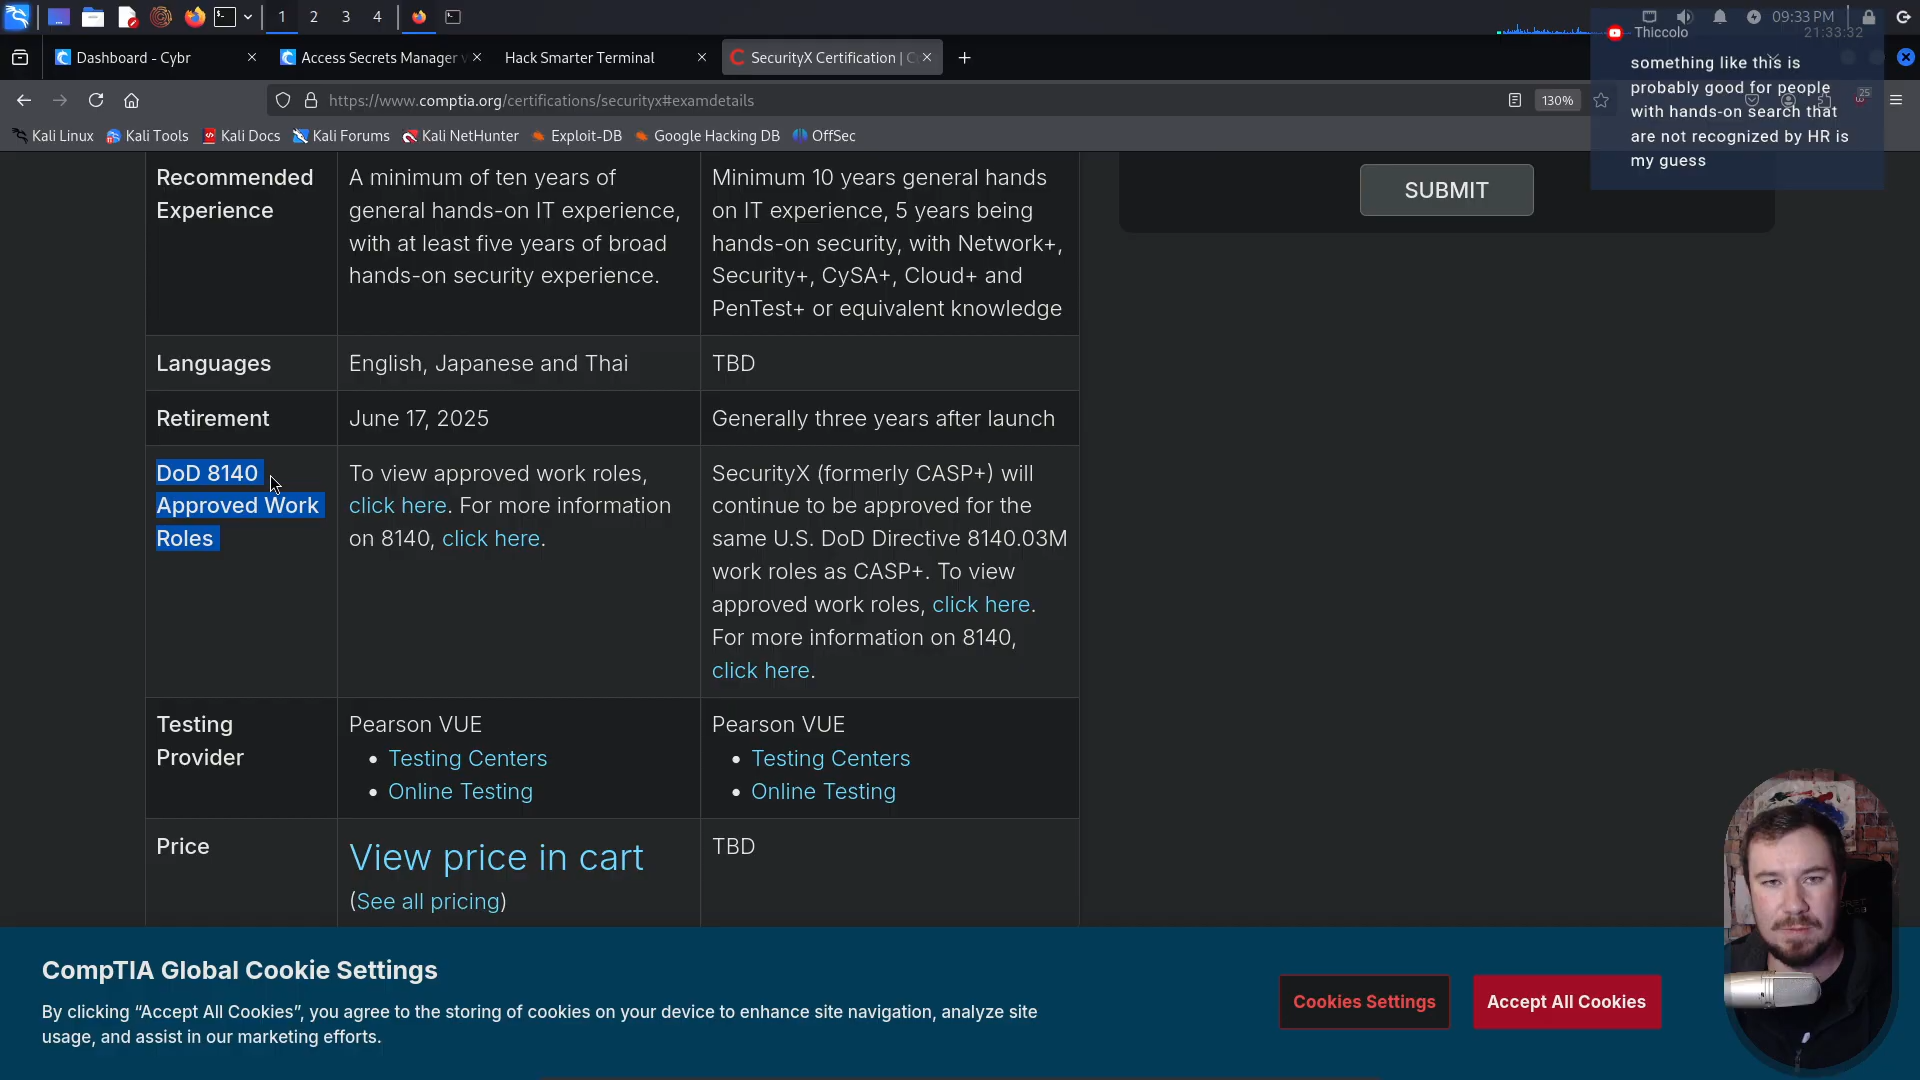 1 2 3 4
09:33 PM
Thiccolo
21:33:32
something like this is
probably good for people
with hands-on search that
are not recognized by HR is
my guess
Dashboard - Cybr
Access Secrets Manager
Hack Smarter Terminal
SecurityX Certification | C
https://www.comptia.org/certifications/securityx#examdetails
130%
25
Kali Linux Kali Tools Kali Docs Kali Forums Kali NetHunter Exploit-DB Google Hacking DB OffSec
Recommended
Experience
A minimum of ten years of
general hands-on IT experience,
with at least five years of broad
hands-on security experience.
Minimum 10 years general hands
on IT experience, 5 years being
hands-on security, with Network+,
Security+, CySA+, Cloud+ and
PenTest+ or equivalent knowledge
SUBMIT
Languages
English, Japanese and Thai
TBD
Retirement
June 17, 2025
Generally three years after launch
DoD 8140
Approved Work
Roles
To view approved work roles,
click here. For more information
on 8140, click here.
SecurityX (formerly CASP+) will
continue to be approved for the
same U.S. DoD Directive 8140.03M
work roles as CASP+. To view
approved work roles, click here.
For more information on 8140,
click here.
Testing
Provider
Pearson VUE
• Testing Centers
• Online Testing
Pearson VUE
• Testing Centers
• Online Testing
Price
View price in cart
(See all pricing)
TBD
CompTIA Global Cookie Settings
By clicking “Accept All Cookies”, you agree to the storing of cookies on your device to enhance site navigation, analyze site
usage, and assist in our marketing efforts.
Cookies Settings
Accept All Cookies